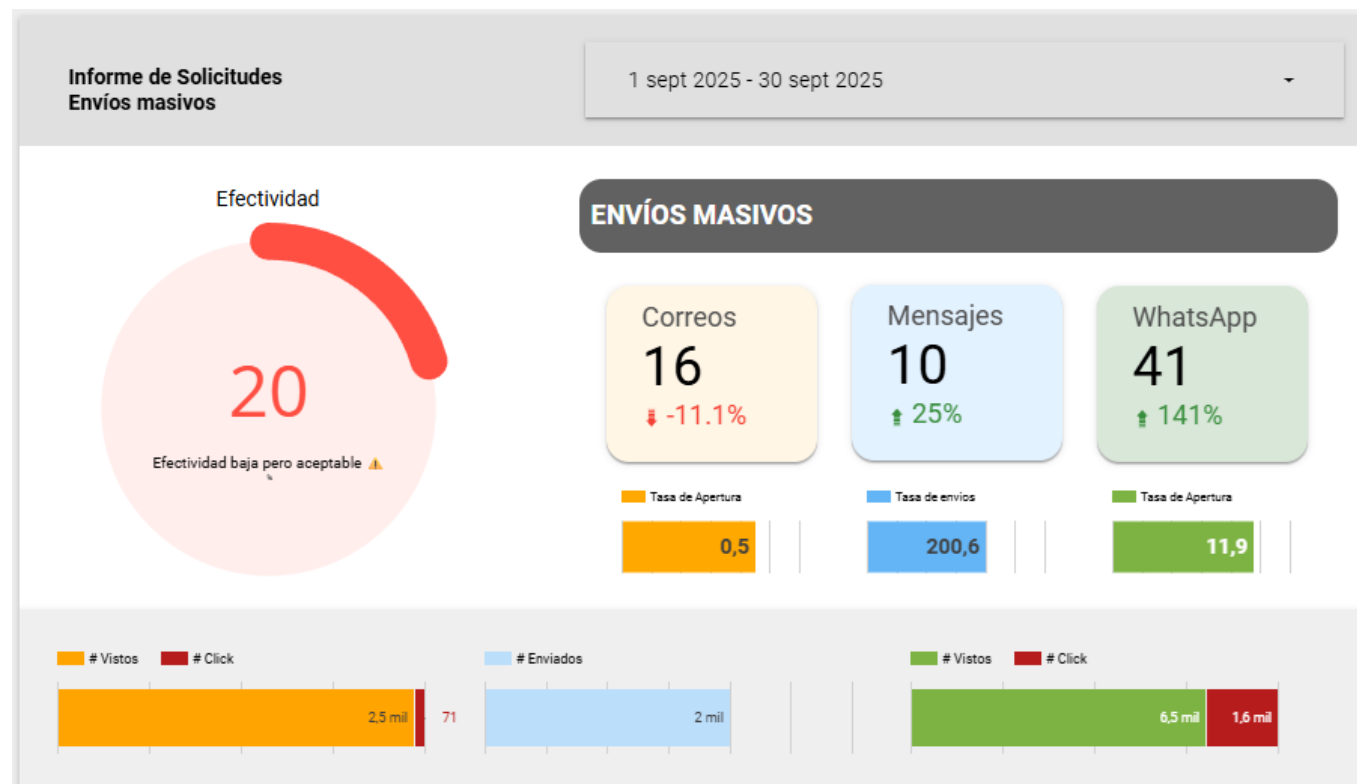 Informe de Solicitudes
Envíos masivos
1 sept 2025 - 30 sept 2025
Efectividad
20
Efectividad baja pero aceptable ⚠️
%
ENVÍOS MASIVOS
Correos
16
-11.1%
Mensajes
10
25%
WhatsApp
41
141%
Tasa de Apertura
0,5
Tasa de envios
200,6
Tasa de Apertura
11,9
# Vistos # Click
2,5 mil 71
# Enviados
2 mil
# Vistos # Click
6,5 mil 1,6 mil